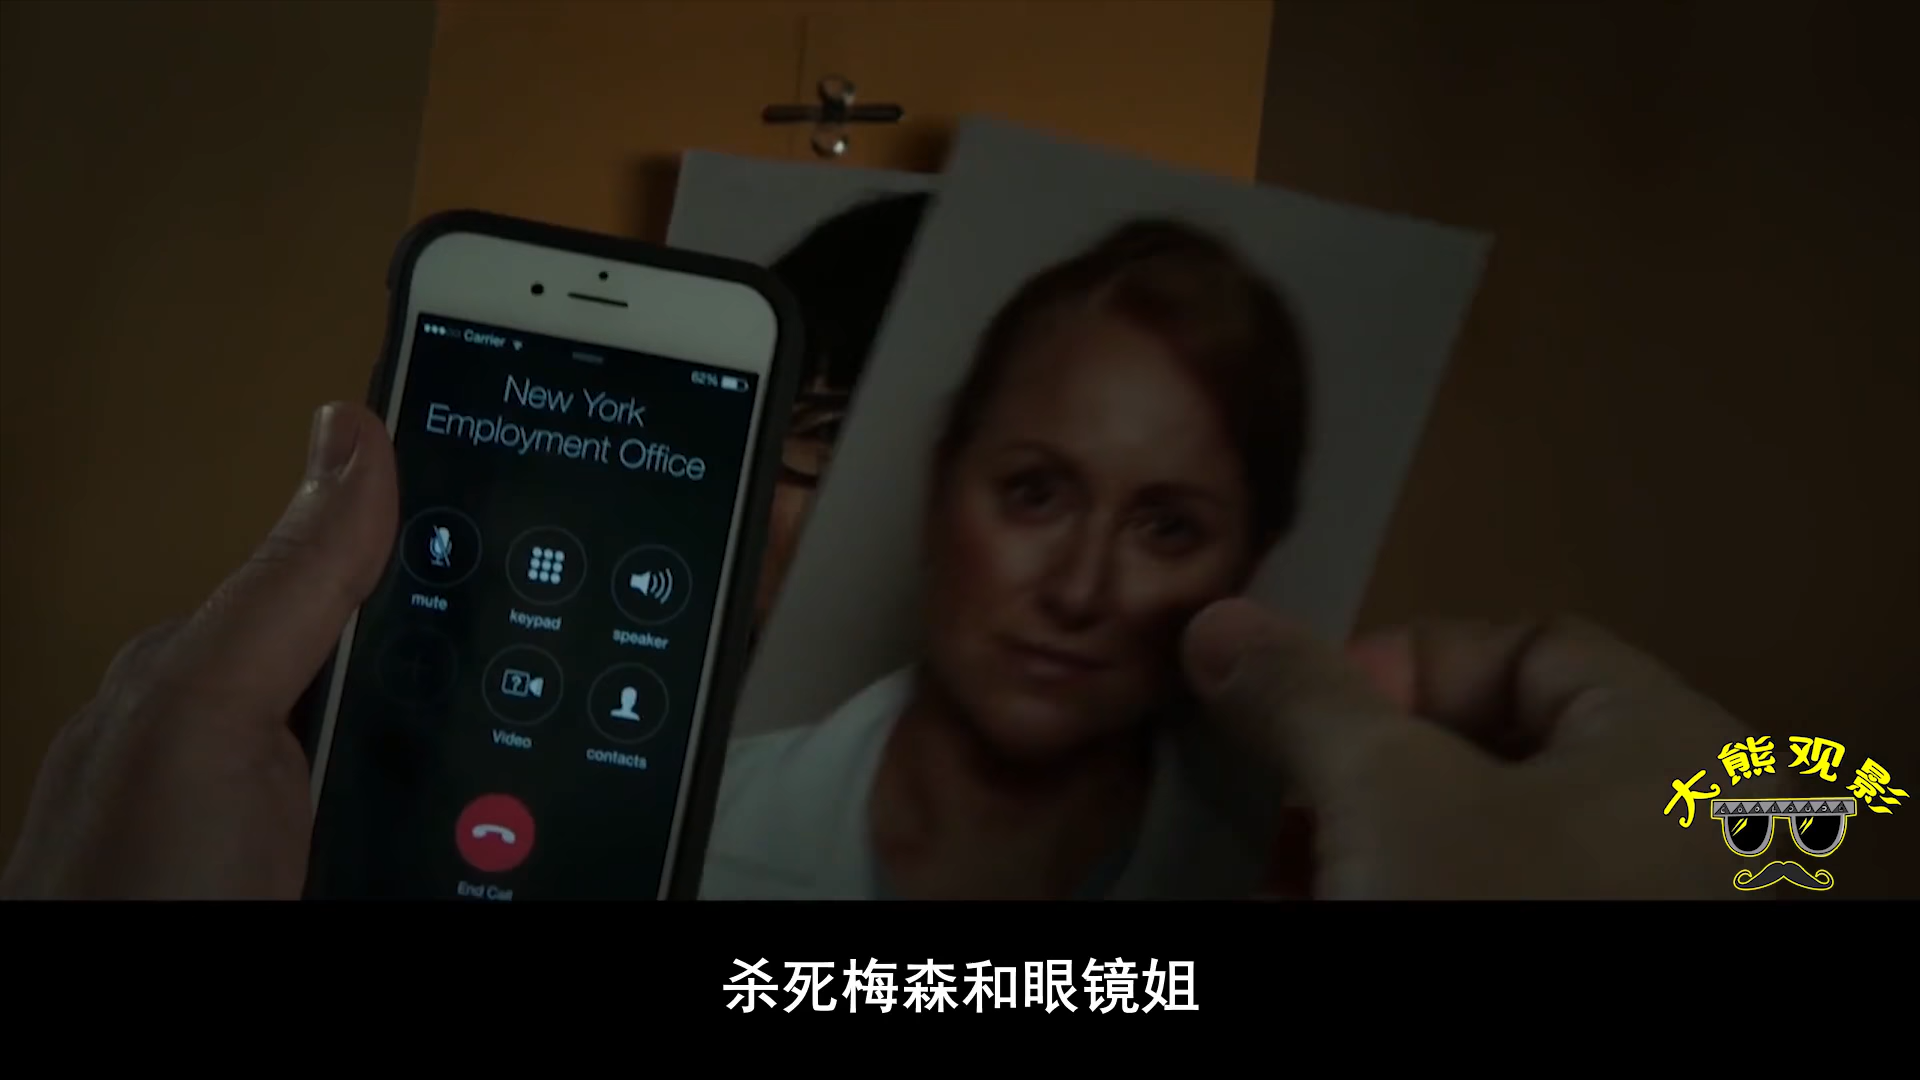 Carrier
62%
New York
Employment Office
mute
keypad
speaker
Video
contacts
End Call
大熊观影
杀死梅森和眼镜姐